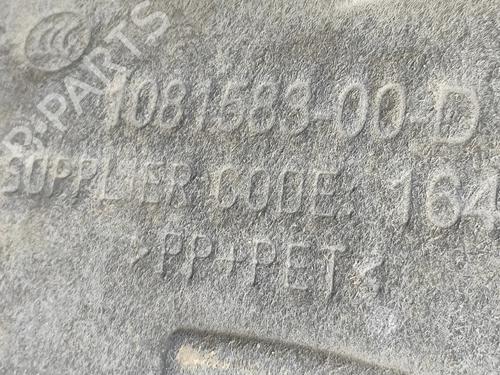 B-PARTS
1081583-00-D
SUPPLIER CODE: 164
>PP+PET<